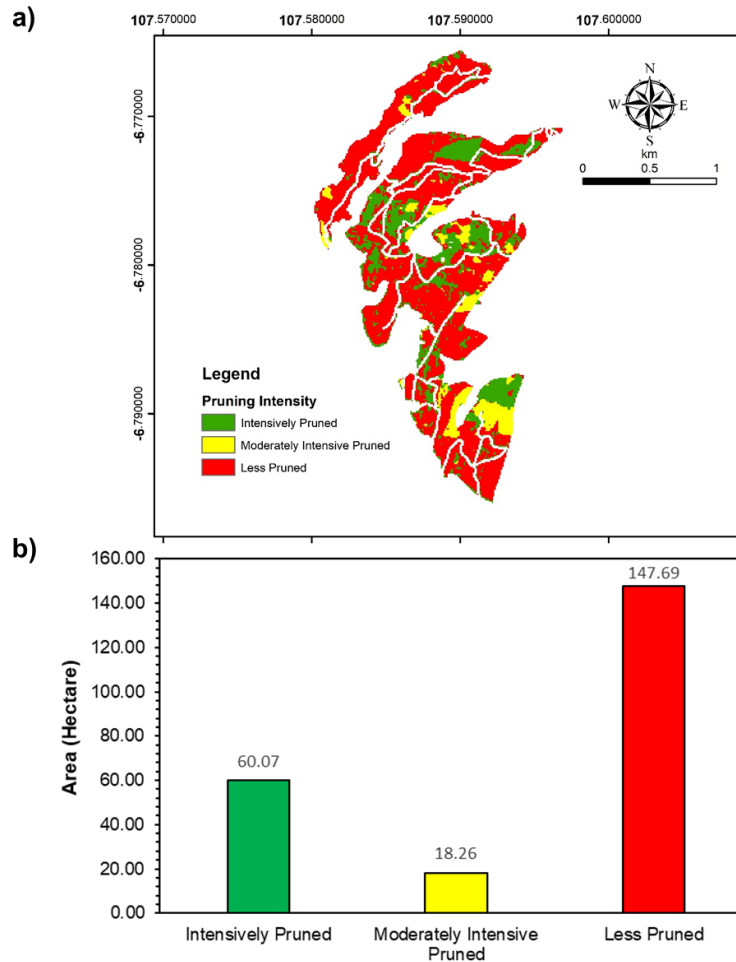 a)
107.570000 107.580000 107.590000 107.600000
-6.770000
-6.780000
-6.790000
N
W E
S
km
0 0.5 1
Legend
Pruning Intensity
Intensively Pruned
Moderately Intensive Pruned
Less Pruned
b)
Area (Hectare)
160.00
140.00
120.00
100.00
80.00
60.00
40.00
20.00
0.00
60.07
18.26
147.69
Intensively Pruned
Moderately Intensive
Pruned
Less Pruned